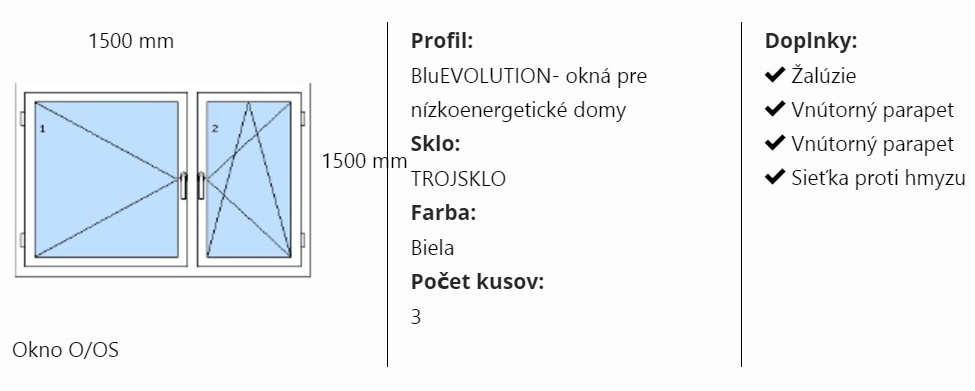 1500 mm
1
2
1500 mm
Okno O/OS
Profil:
BluEVOLUTION- okná pre
nízkoenergetické domy
Sklo:
TROJSKLO
Farba:
Biela
Počet kusov:
3
Doplnky:
✔ Žalúzie
✔ Vnútorný parapet
✔ Vnútorný parapet
✔ Sieťka proti hmyzu